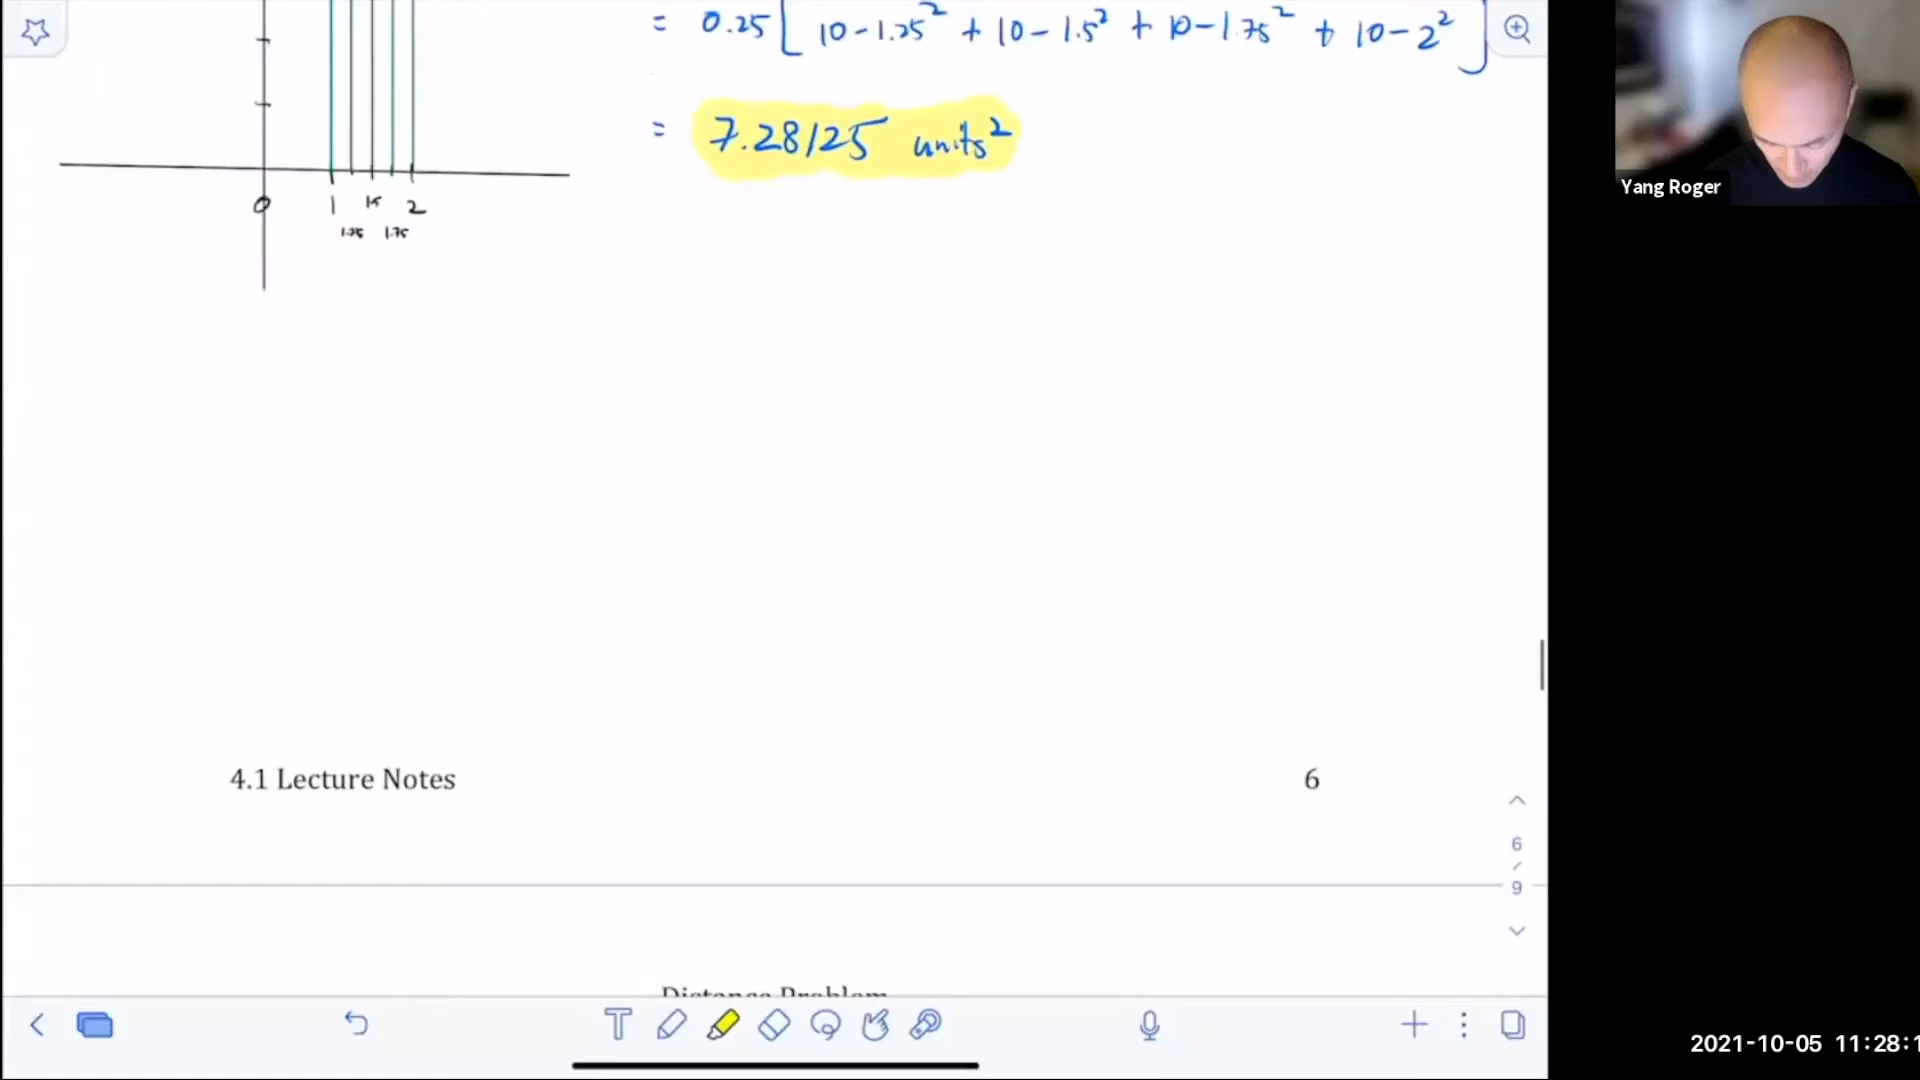 = 0.25 [ 10-1.25² + 10-1.5² + 10-1.75² + 10-2² ]
= 7.28125 units²
Yang Roger
0 1 1.5 2
1.25 1.75
4.1 Lecture Notes 6
6
/
9
Distance Problem
T
2021-10-05 11:28:1